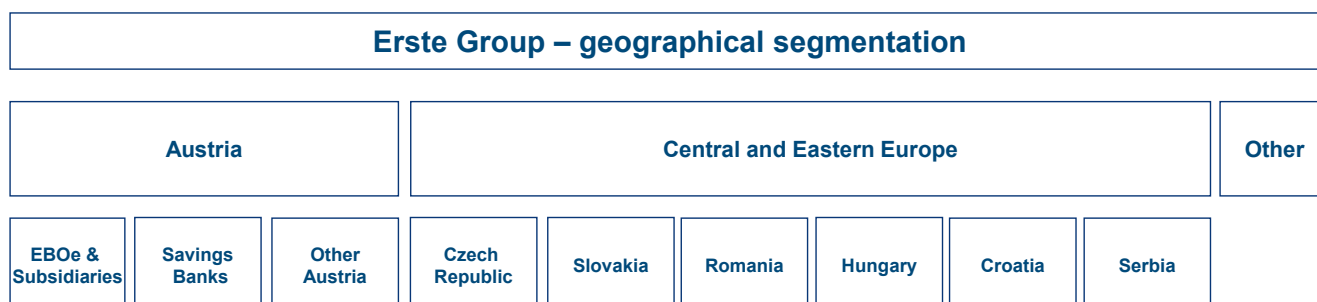 Erste Group – geographical segmentation
Austria
Central and Eastern Europe
Other
EBOe &
Subsidiaries
Savings
Banks
Other
Austria
Czech
Republic
Slovakia
Romania
Hungary
Croatia
Serbia